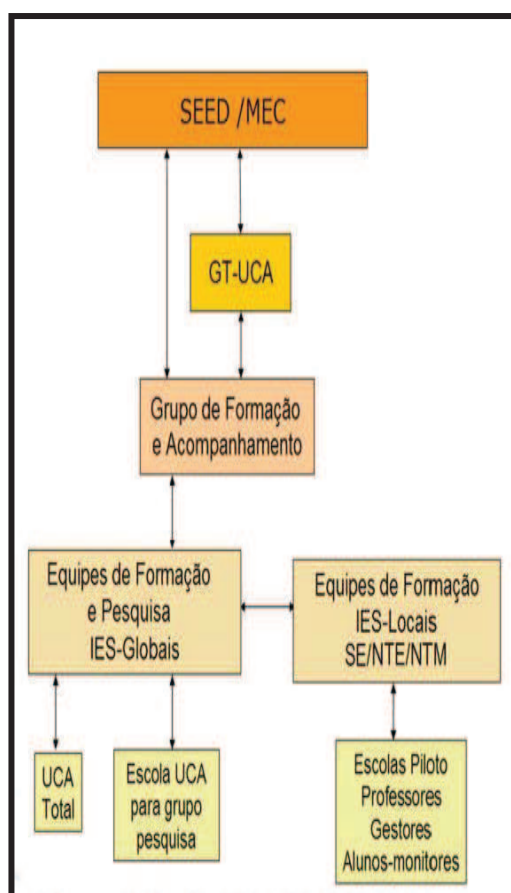 SEED /MEC
GT-UCA
Grupo de Formação
e Acompanhamento
Equipes de Formação
e Pesquisa
IES-Globais
Equipes de Formação
IES-Locais
SE/NTE/NTM
UCA
Total
Escola UCA
para grupo
pesquisa
Escolas Piloto
Professores
Gestores
Alunos-monitores